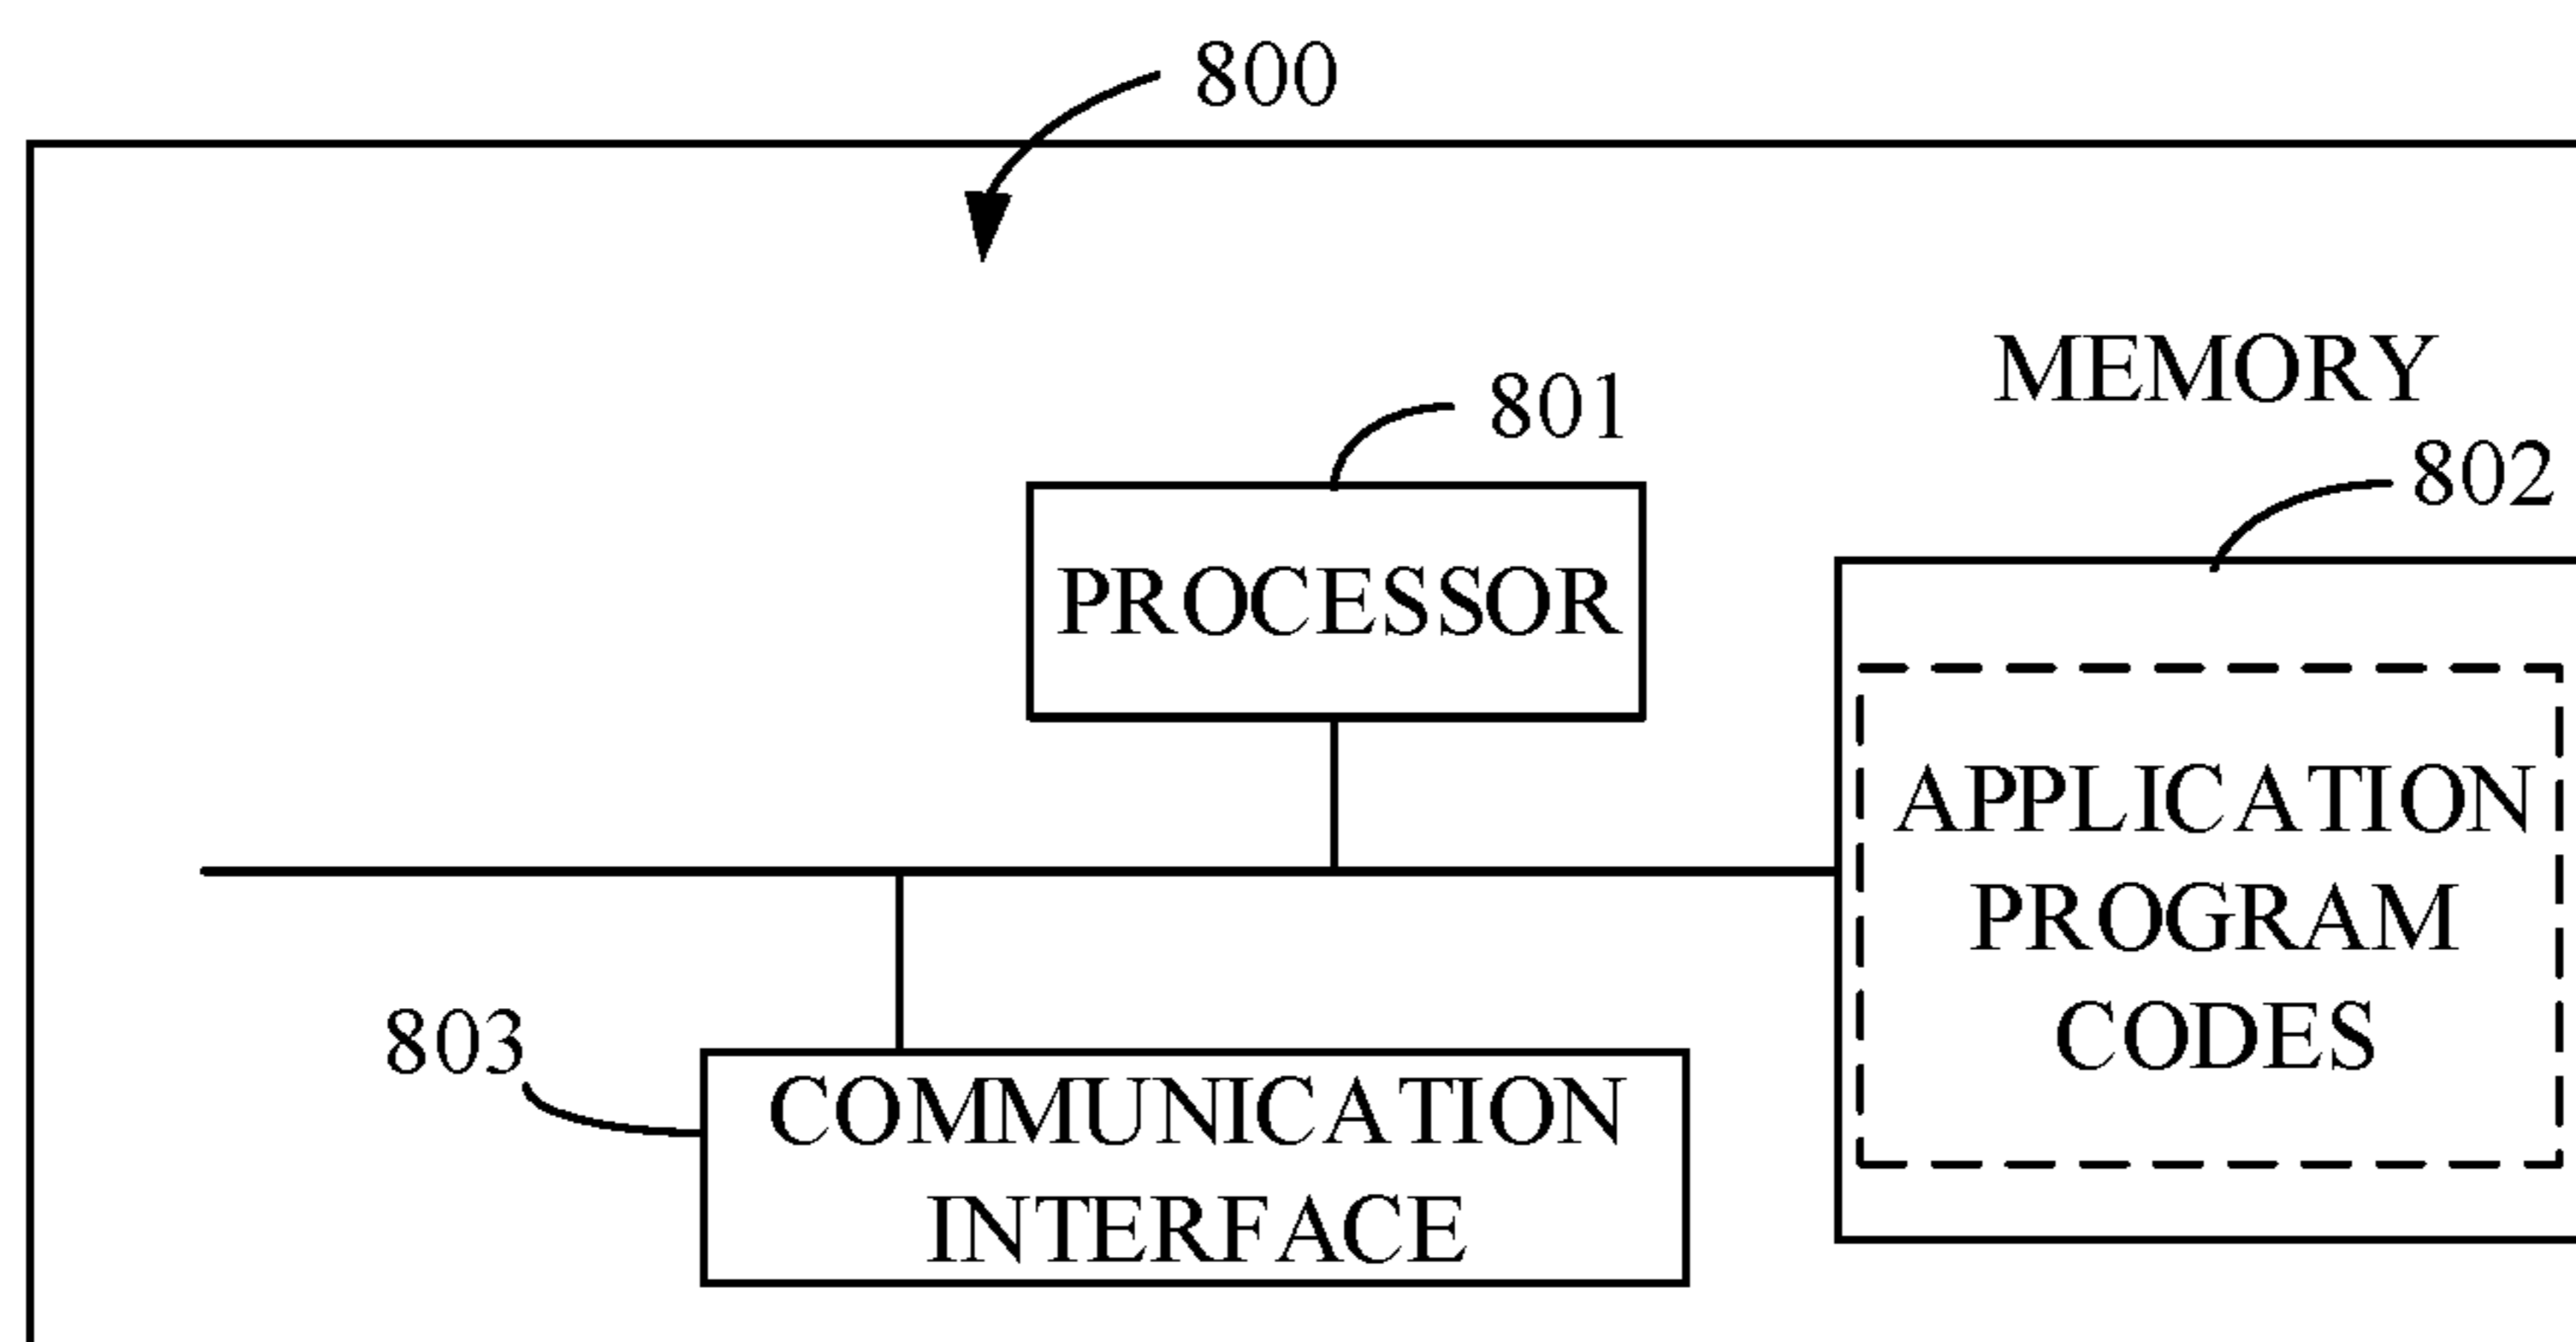 800
MEMORY
801
802
PROCESSOR
APPLICATION
PROGRAM
CODES
803
COMMUNICATION
INTERFACE